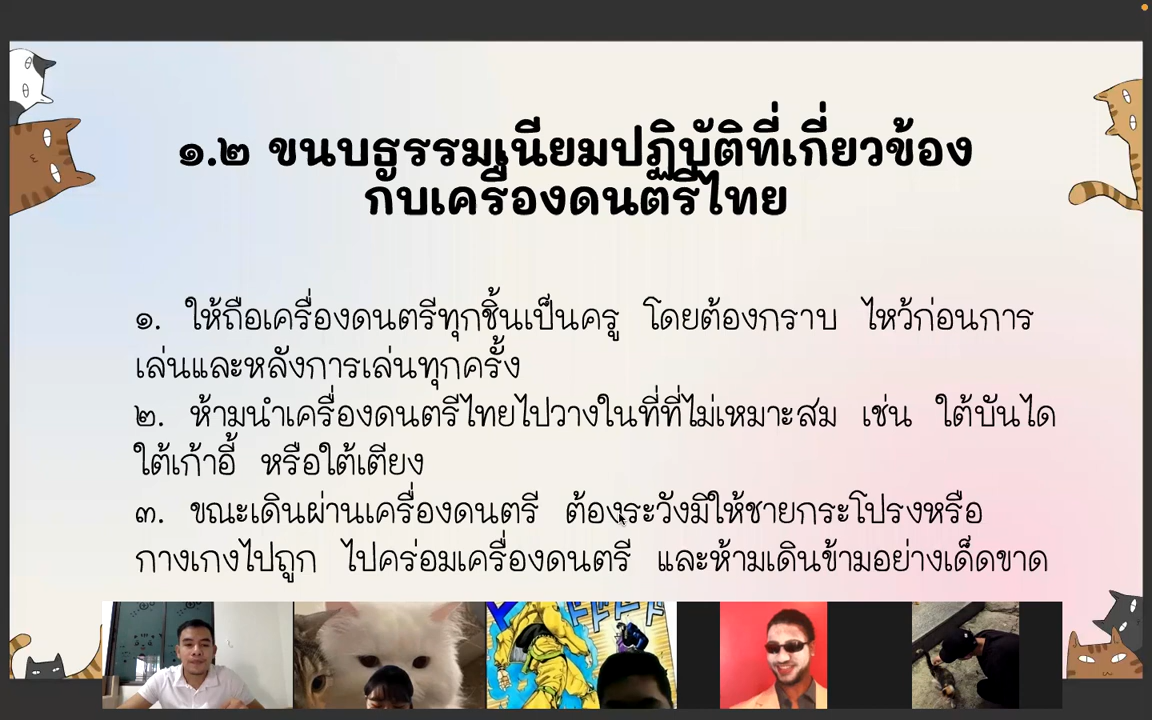 ๑.๒ ขนบธรรมเนียมปฏิบัติที่เกี่ยวข้อง
กับเครื่องดนตรีไทย
๑. ให้ถือเครื่องดนตรีทุกชิ้นเป็นครู โดยต้องกราบ ไหว้ก่อนการ
เล่นและหลังการเล่นทุกครั้ง
๒. ห้ามนำเครื่องดนตรีไทยไปวางในที่ที่ไม่เหมาะสม เช่น ใต้บันได
ใต้เก้าอี้ หรือใต้เตียง
๓. ขณะเดินผ่านเครื่องดนตรี ต้องระวังมิให้ชายกระโปรงหรือ
กางเกงไปถูก ไปคร่อมเครื่องดนตรี และห้ามเดินข้ามอย่างเด็ดขาด